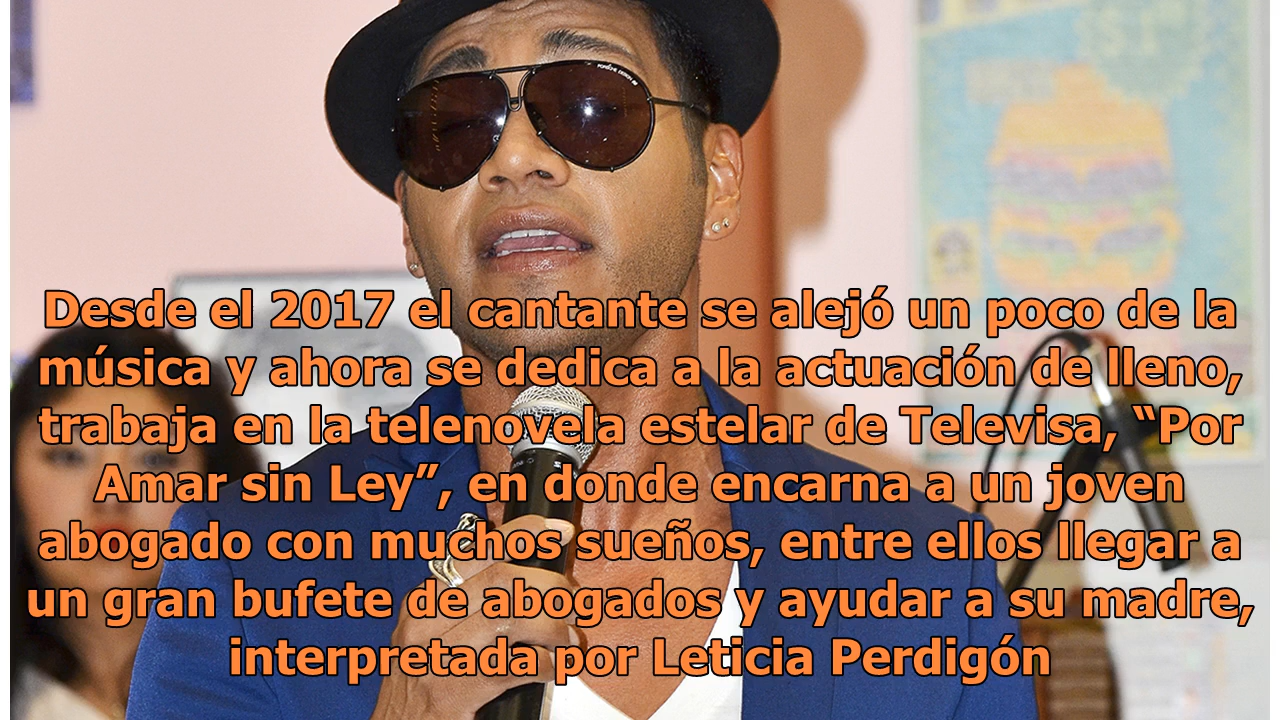 PORSCHE DESIGN
Desde el 2017 el cantante se alejó un poco de la
música y ahora se dedica a la actuación de lleno,
trabaja en la telenovela estelar de Televisa, “Por
Amar sin Ley”, en donde encarna a un joven
abogado con muchos sueños, entre ellos llegar a
un gran bufete de abogados y ayudar a su madre,
interpretada por Leticia Perdigón